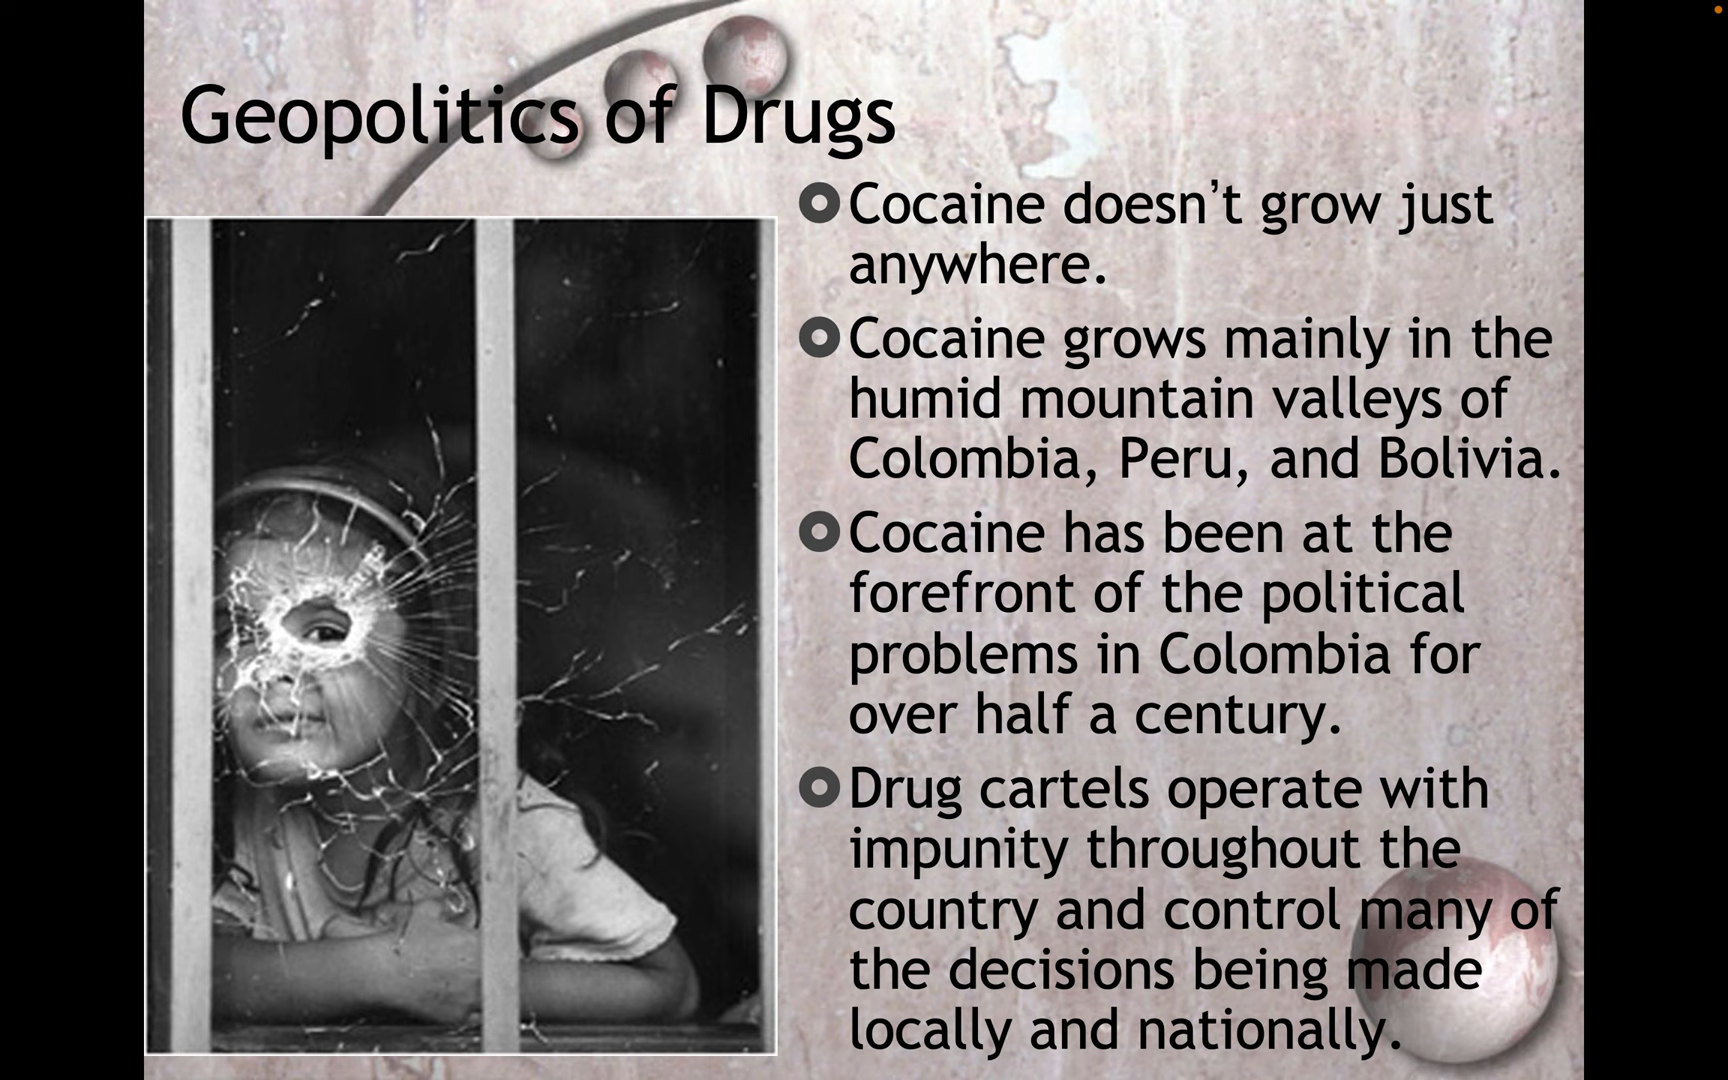 Geopolitics of Drugs
Cocaine doesn’t grow just
anywhere.
Cocaine grows mainly in the
humid mountain valleys of
Colombia, Peru, and Bolivia.
Cocaine has been at the
forefront of the political
problems in Colombia for
over half a century.
Drug cartels operate with
impunity throughout the
country and control many of
the decisions being made
locally and nationally.